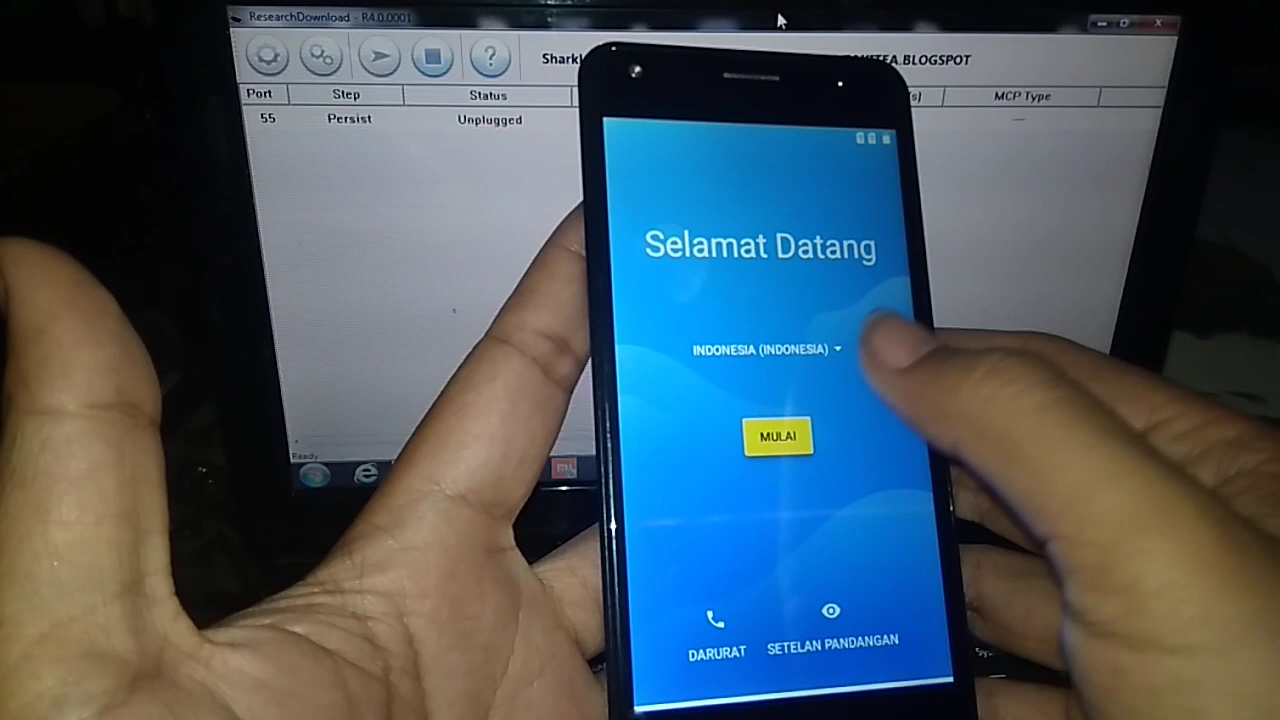 ResearchDownload - R4.0.0001
.BLOGSPOT
Port Step Status MCP Type
55 Persist Unplugged
Ready
Selamat Datang
INDONESIA (INDONESIA)
MULAI
DARURAT SETELAN PANDANGAN